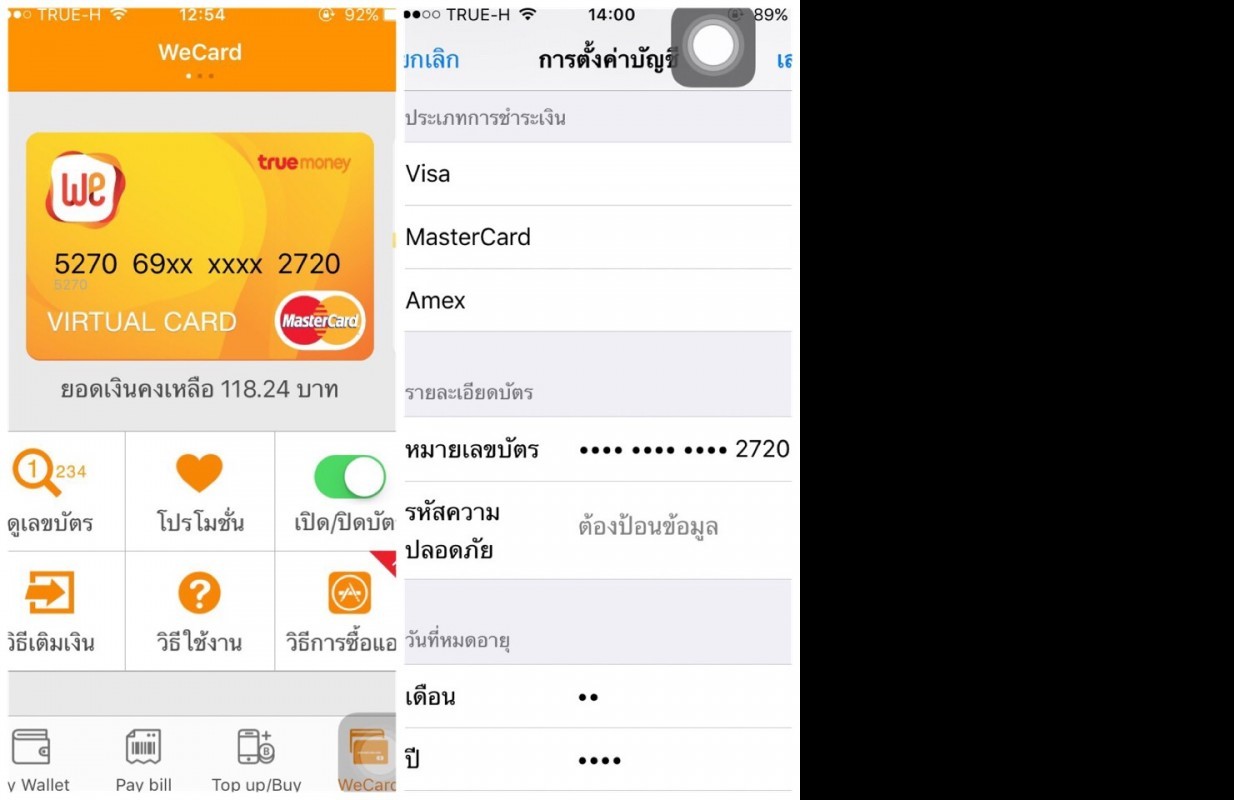 TRUE-H 12:54 92%
WeCard
we truemoney
5270 69xx xxxx 2720
5270
VIRTUAL CARD MasterCard
ยอดเงินคงเหลือ 118.24 บาท
1 234
ดูเลขบัตร โปรโมชั่น เปิด/ปิดบัต
วิธีเติมเงิน วิธีใช้งาน วิธีการซื้อแอ
y Wallet Pay bill Top up/Buy WeCard
TRUE-H 14:00 89%
ยกเลิก การตั้งค่าบัญชี เส
ประเภทการชำระเงิน
Visa
MasterCard
Amex
รายละเอียดบัตร
หมายเลขบัตร •••• •••• •••• 2720
รหัสความ
ปลอดภัย ต้องป้อนข้อมูล
วันที่หมดอายุ
เดือน ••
ปี ••••